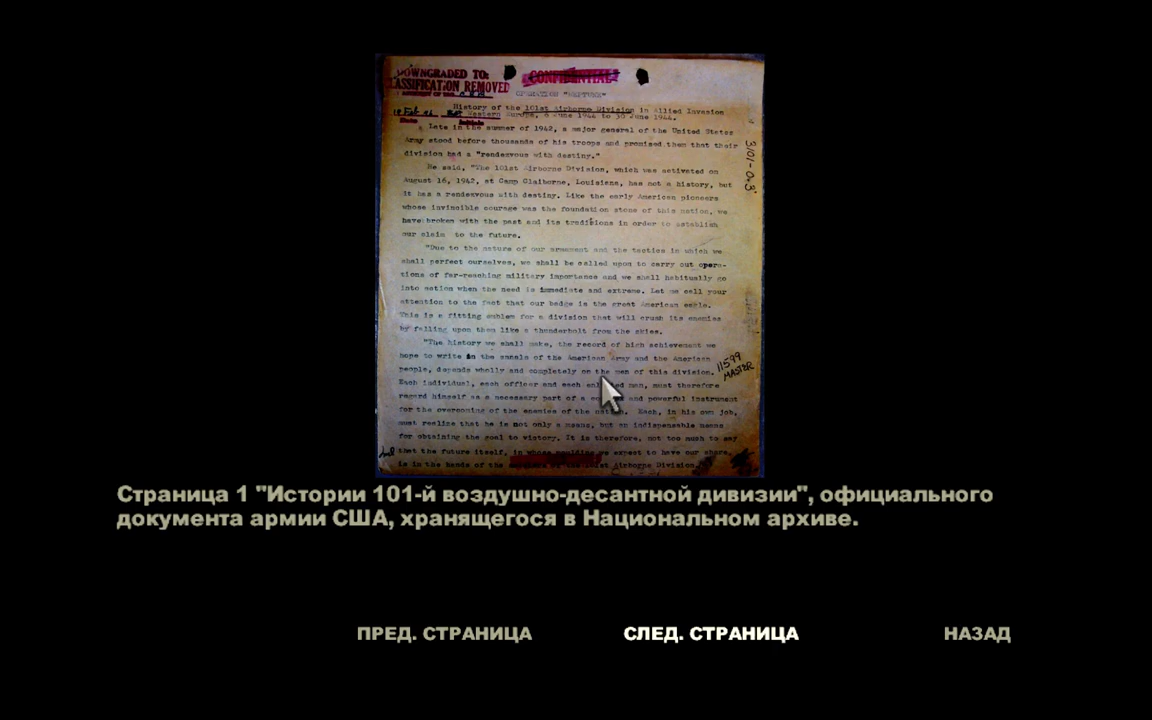 DOWNGRADED TO:
CONFIDENTIAL
CLASSIFICATION REMOVED
OPERATION "NEPTUNE"
History of the 101st Airborne Division in Allied Invasion
Western Europe, 6 June 1944 to 30 June 1944.
Late in the summer of 1942, a major general of the United States
Army stood before thousands of his troops and promised them that their
division had a "rendezvous with destiny."
He said, "The 101st Airborne Division, which was activated on
August 16, 1942, at Camp Claiborne, Louisiana, has not a history, but
it has a rendezvous with destiny. Like the early American pioneers
whose invincible courage was the foundation stone of this nation, we
have broken with the past and its traditions in order to establish
our claim to the future.
"Due to the nature of our armament and the tactics in which we
shall perfect ourselves, we shall be called upon to carry out opera-
tions of far-reaching military importance and we shall habitually go
into action when the need is immediate and extreme. Let me call your
attention to the fact that our badge is the great American eagle.
This is a fitting emblem for a division that will crush its enemies
by falling upon them like a thunderbolt from the skies.
"The history we shall make, the record of high achievement we
hope to write in the annals of the American Army and the American
people, depends wholly and completely on the men of this division.
Each individual, each officer and each man, must therefore
regard himself as a necessary part of a and powerful instrument
for the overcoming of the enemies of the nation. Each, in his own job,
must realize that he is not only a means, but an indispensable means
for obtaining the goal to victory. It is therefore, not too much to say
that the future itself, in whose we expect to have our share,
is in the hands of the of the 101st Airborne Division.
3101-0.3
11599
MASTER
Страница 1 "Истории 101-й воздушно-десантной дивизии", официального
документа армии США, хранящегося в Национальном архиве.
ПРЕД. СТРАНИЦА
СЛЕД. СТРАНИЦА
НАЗАД